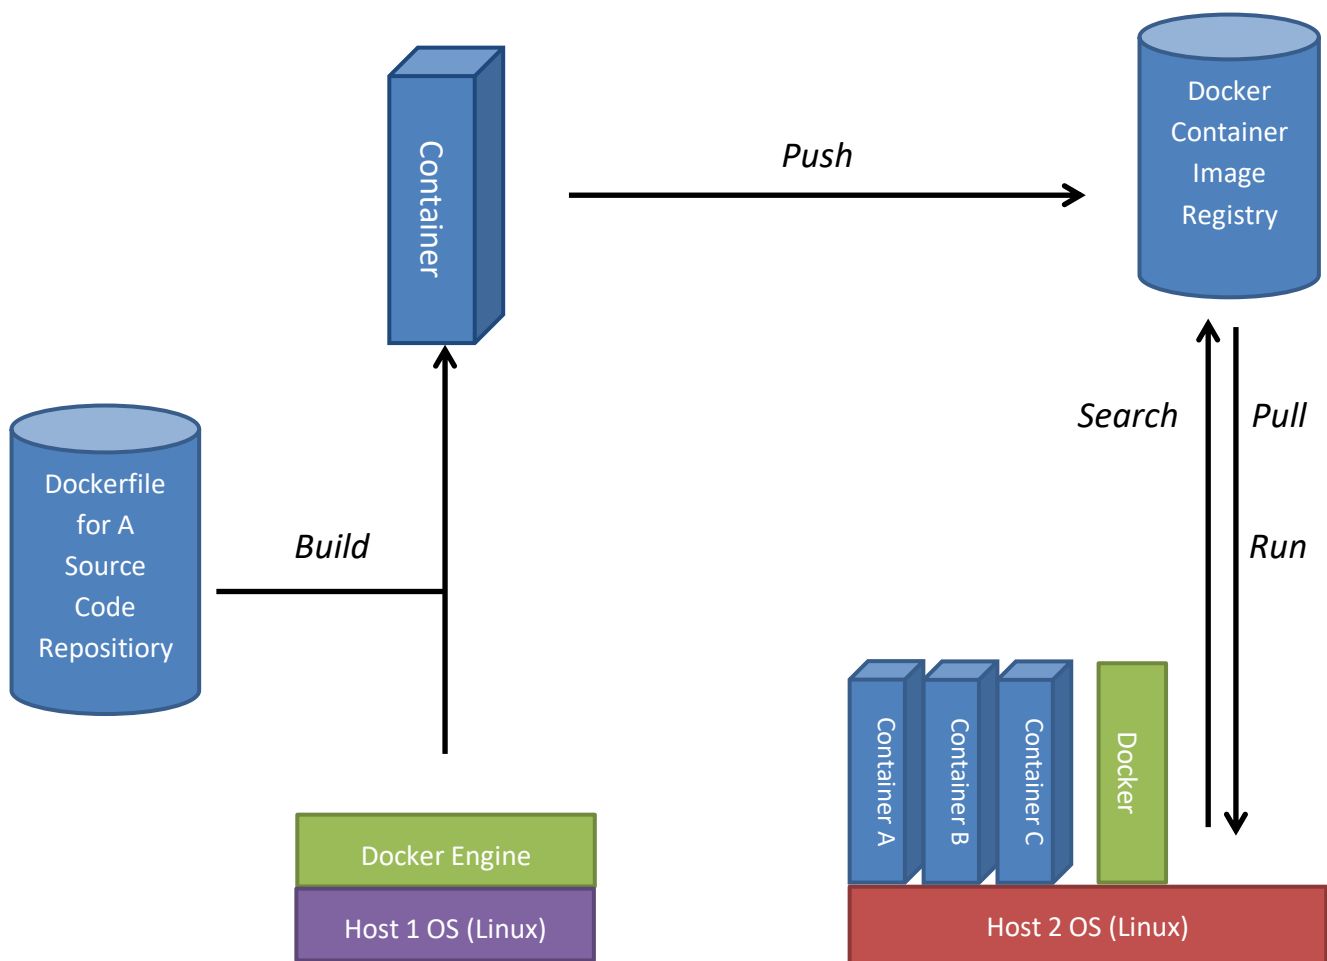 Docker
Container
Image
Registry
Container
Push
Search
Pull
Dockerfile
for A
Source
Code
Repositiory
Build
Run
Container A
Container B
Container C
Docker
Docker Engine
Host 1 OS (Linux)
Host 2 OS (Linux)